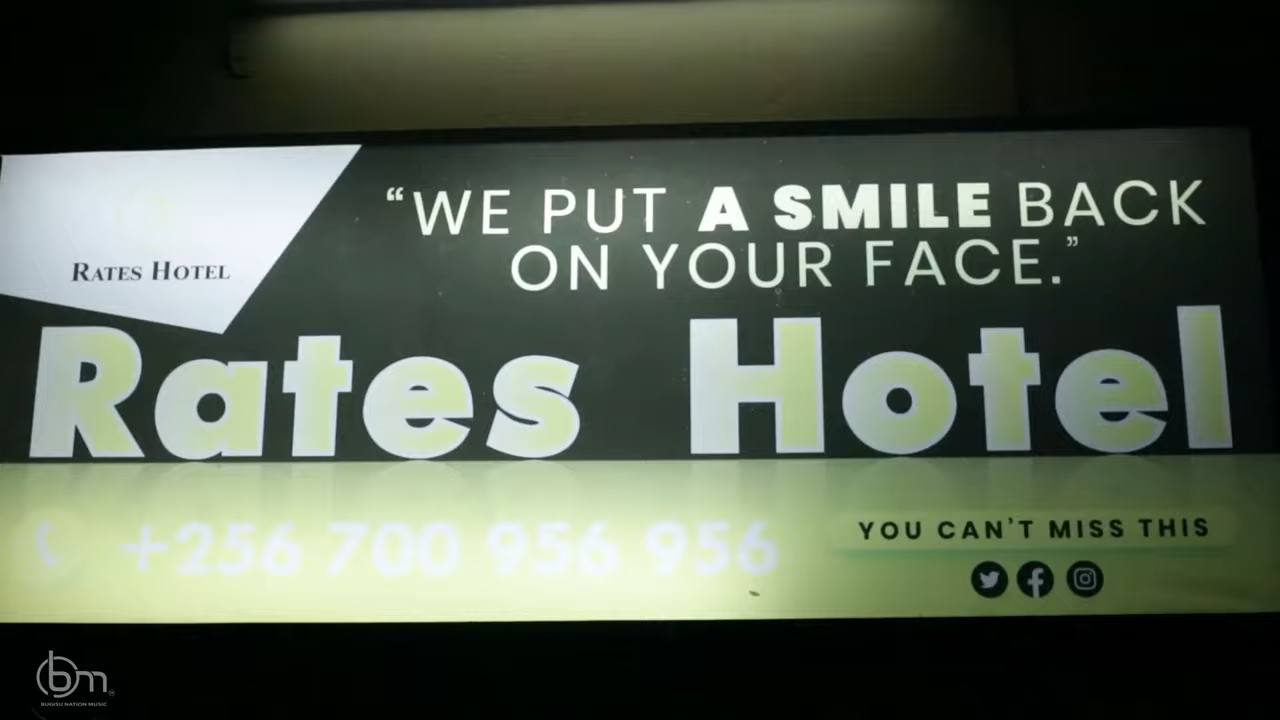 RATES HOTEL
“WE PUT A SMILE BACK
ON YOUR FACE.”
Rates Hotel
+256 700 956 956
YOU CAN'T MISS THIS
bm
BUGISU NATION MUSIC